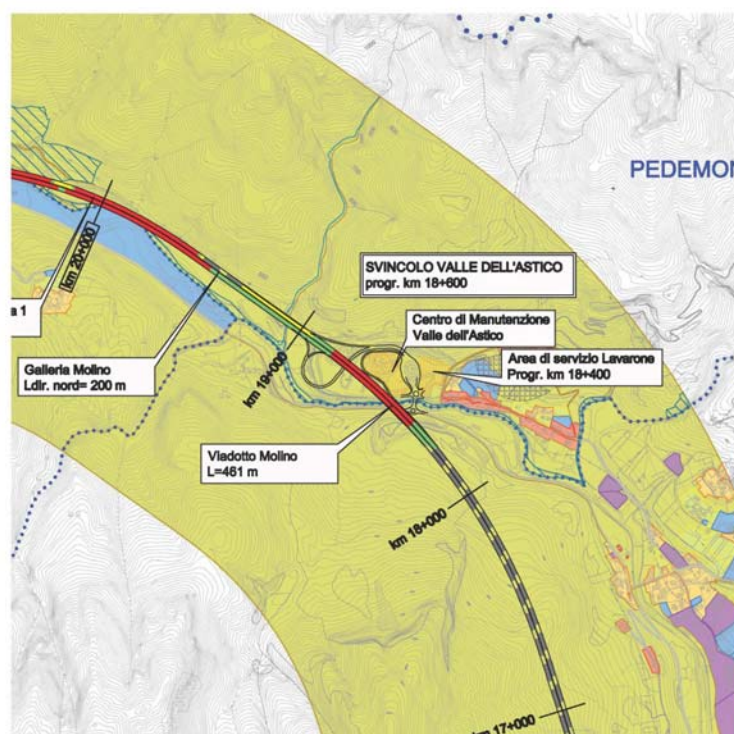 PEDEMON
SVINCOLO VALLE DELL'ASTICO
progr. km 18+600
km 20+000
a 1
Centro di Manutenzione
Valle dell'Astico
Area di servizio Lavarone
Progr. km 18+400
Galleria Molino
Ldir. nord= 200 m
km 19+000
Viadotto Molino
L=461 m
km 18+000
km 17+000